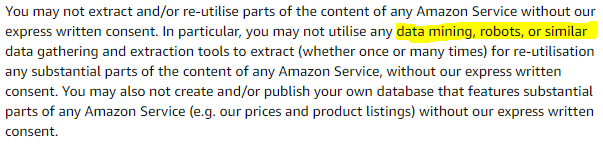 You may not extract and/or re-utilise parts of the content of any Amazon Service without our
express written consent. In particular, you may not utilise any data mining, robots, or similar
data gathering and extraction tools to extract (whether once or many times) for re-utilisation
any substantial parts of the content of any Amazon Service, without our express written
consent. You may also not create and/or publish your own database that features substantial
parts of any Amazon Service (e.g. our prices and product listings) without our express written
consent.